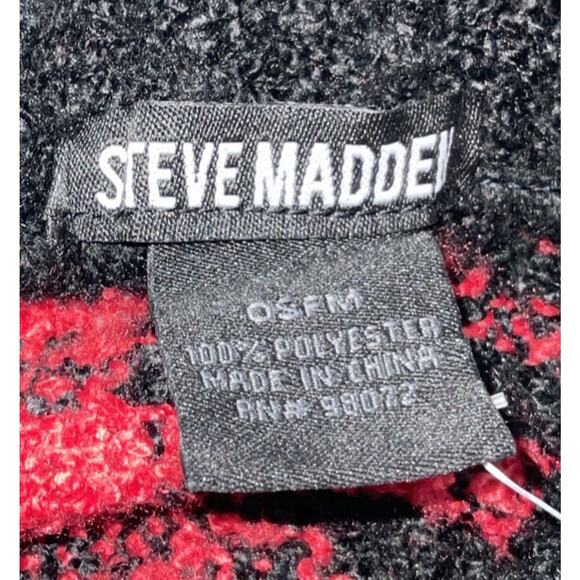 STEVE MADDEN
OSFM
100% POLYESTER
MADE IN CHINA
RN# 98072